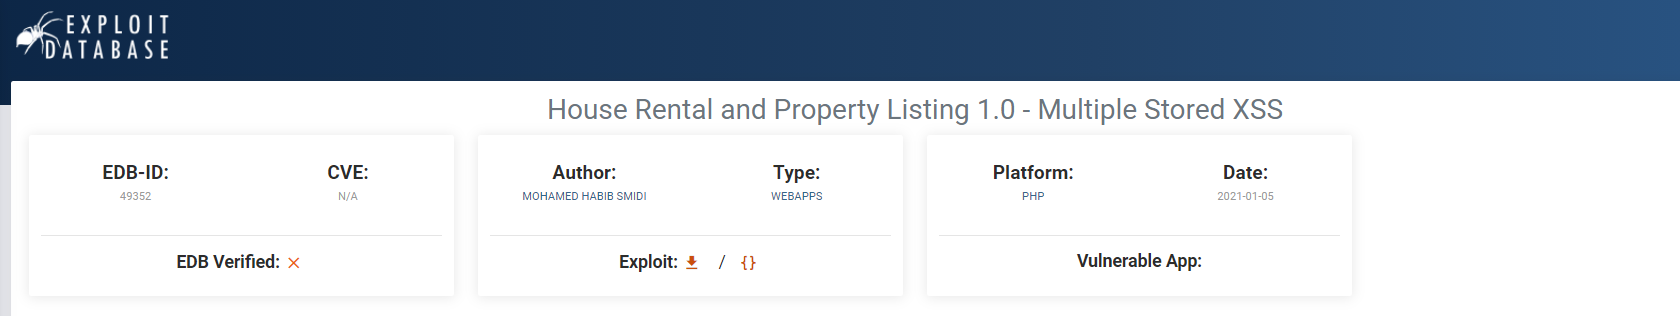 EXPLOIT
DATABASE
House Rental and Property Listing 1.0 - Multiple Stored XSS
EDB-ID:
49352
CVE:
N/A
EDB Verified: ×
Author:
MOHAMED HABIB SMIDI
Type:
WEBAPPS
Exploit: / {}
Platform:
PHP
Date:
2021-01-05
Vulnerable App: